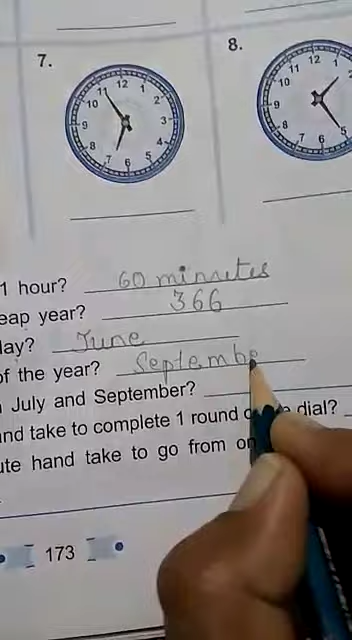 7.
8.
12 1 2 3 4 5 6 7 8 9 10 11
12 1 2 5 6 7 8 9 10 11
1 hour? 60 minutes
eap year? 366
lay? June
of the year? Septembe
July and September?
and take to complete 1 round dial?
ute hand take to go from
173